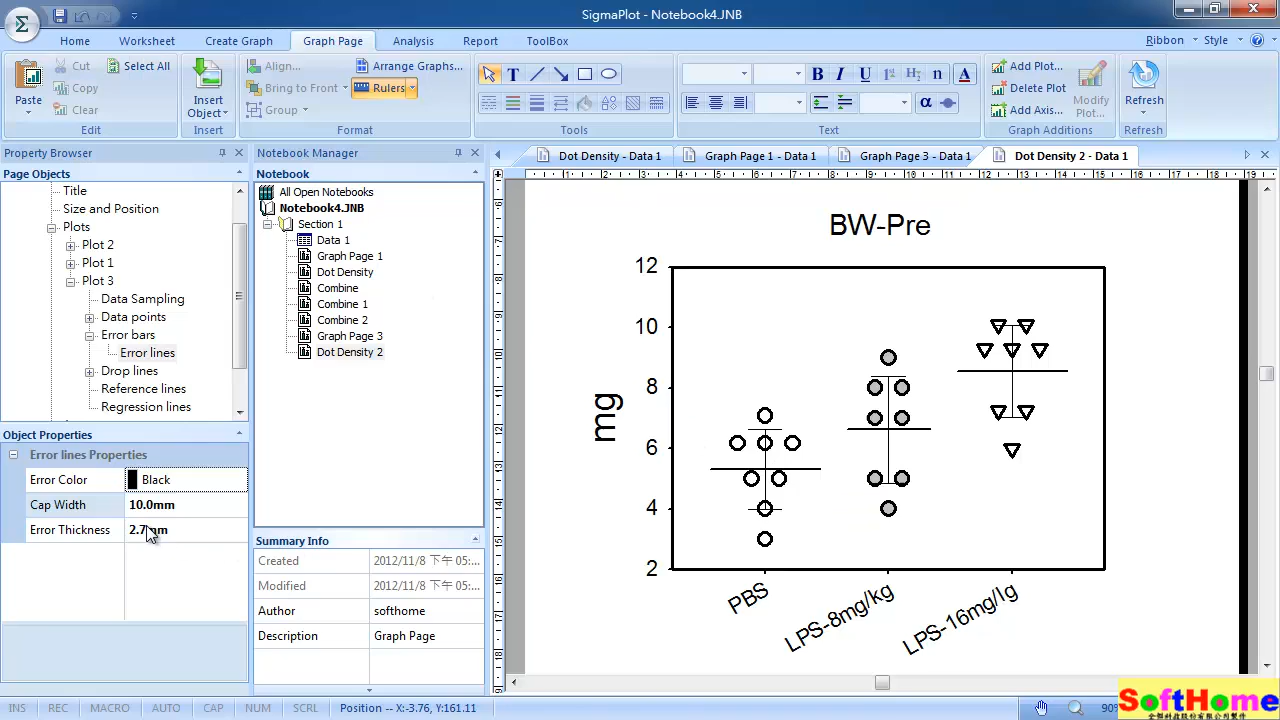 SigmaPlot - Notebook4.JNB
Home Worksheet Create Graph Graph Page Analysis Report ToolBox Ribbon Style
Paste Cut Copy Clear Select All
Edit
Insert Object
Insert
Align... Bring to Front Group Arrange Graphs... Rulers
Format
Tools
Text
Add Plot... Delete Plot Add Axis... Modify Plot...
Graph Additions
Refresh
Refresh
Property Browser
Page Objects
Title
Size and Position
Plots
Plot 2
Plot 1
Plot 3
Data Sampling
Data points
Error bars
Error lines
Drop lines
Reference lines
Regression lines
Object Properties
Error lines Properties
Error Color Black
Cap Width 10.0mm
Error Thickness
Notebook Manager
Notebook
All Open Notebooks
Notebook4.JNB
Section 1
Data 1
Graph Page 1
Dot Density
Combine
Combine 1
Combine 2
Graph Page 3
Dot Density 2
Summary Info
Created 2012/11/8 下午 05:...
Modified 2012/11/8 下午 05:...
Author softhome
Description Graph Page
Dot Density - Data 1 Graph Page 1 - Data 1 Graph Page 3 - Data 1 Dot Density 2 - Data 1
BW-Pre
mg
12
10
8
6
4
2
PBS
LPS-8mg/kg
LPS-16mg/lg
INS REC MACRO AUTO CAP NUM SCRL Position -- X:-3.76, Y:161.11
SoftHome